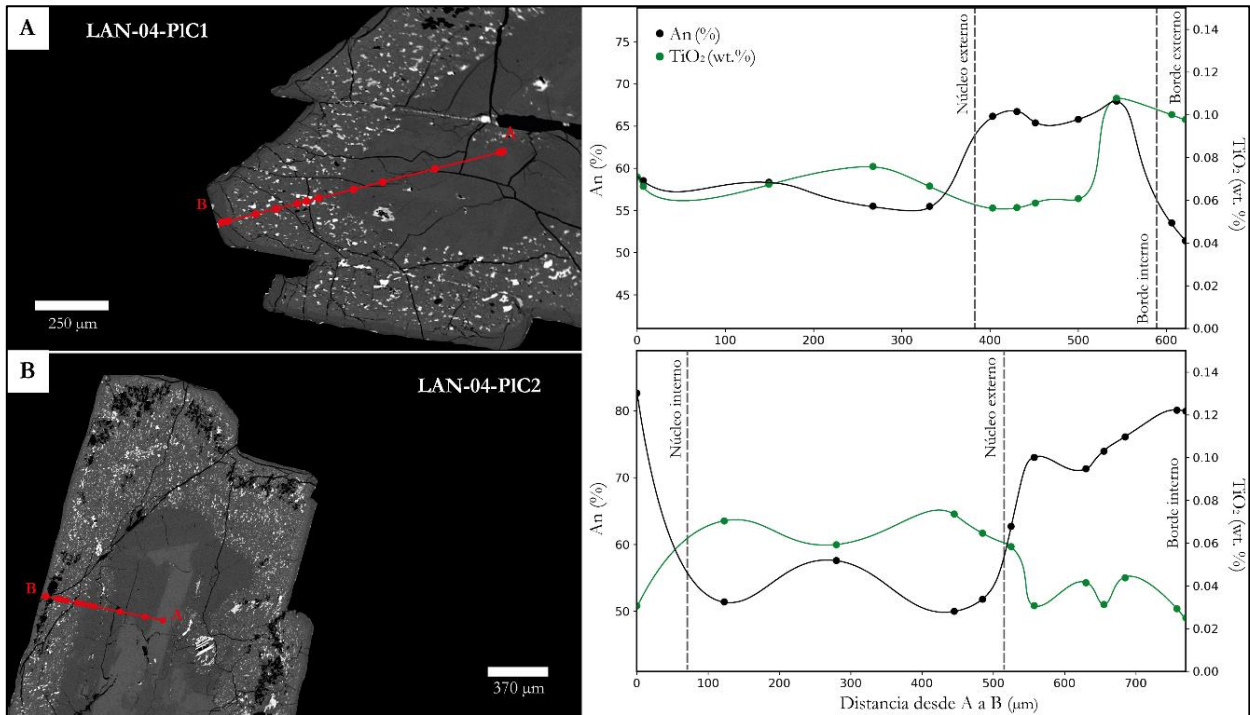 A
LAN-04-PlC1
A
B
250 µm
An (%)
TiO₂ (wt.%)
Núcleo externo
Borde interno
Borde externo
An (%)
75
70
65
60
55
50
45
TiO₂ (wt. %)
0.14
0.12
0.10
0.08
0.06
0.04
0.02
0.00
0 100 200 300 400 500 600
B
LAN-04-PlC2
B
A
370 µm
Núcleo interno
Núcleo externo
Borde interno
An (%)
80
70
60
50
TiO₂ (wt. %)
0.14
0.12
0.10
0.08
0.06
0.04
0.02
0.00
0 100 200 300 400 500 600 700
Distancia desde A a B (µm)